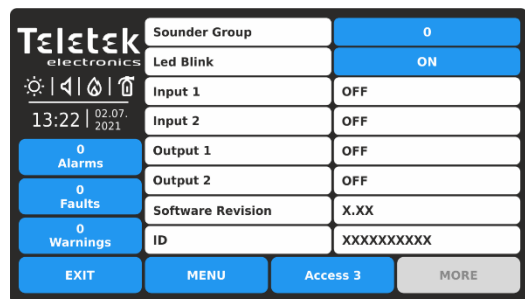 Teletek
electronics
13:22 02.07.
2021
0
Alarms
0
Faults
0
Warnings
Sounder Group 0
Led Blink ON
Input 1 OFF
Input 2 OFF
Output 1 OFF
Output 2 OFF
Software Revision X.XX
ID XXXXXXXXXX
EXIT MENU Access 3 MORE